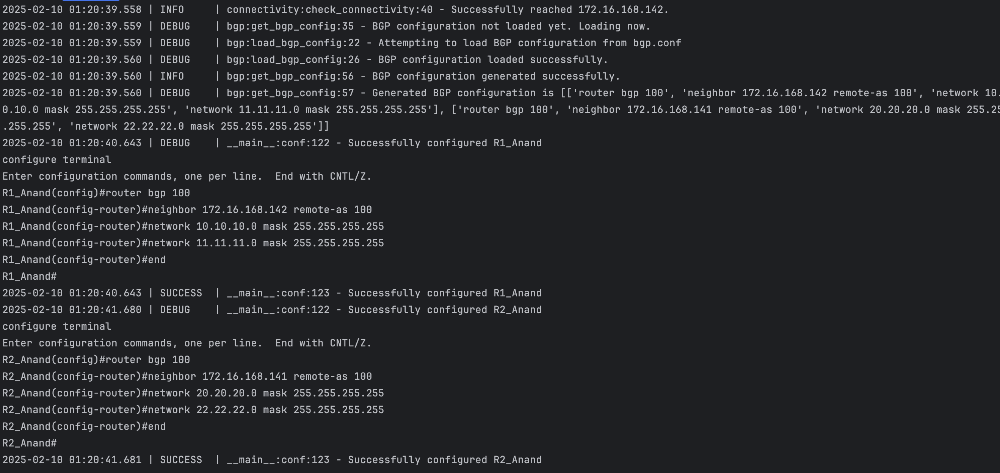 2025-02-10 01:20:39.558 | INFO     | connectivity:check_connectivity:40 - Successfully reached 172.16.168.142.
2025-02-10 01:20:39.559 | DEBUG    | bgp:get_bgp_config:35 - BGP configuration not loaded yet. Loading now.
2025-02-10 01:20:39.559 | DEBUG    | bgp:load_bgp_config:22 - Attempting to load BGP configuration from bgp.conf
2025-02-10 01:20:39.560 | DEBUG    | bgp:load_bgp_config:26 - BGP configuration loaded successfully.
2025-02-10 01:20:39.560 | INFO     | bgp:get_bgp_config:56 - BGP configuration generated successfully.
2025-02-10 01:20:39.560 | DEBUG    | bgp:get_bgp_config:57 - Generated BGP configuration is [['router bgp 100', 'neighbor 172.16.168.142 remote-as 100', 'network 10.
0.10.0 mask 255.255.255.255', 'network 11.11.11.0 mask 255.255.255.255'], ['router bgp 100', 'neighbor 172.16.168.141 remote-as 100', 'network 20.20.20.0 mask 255.25
.255.255', 'network 22.22.22.0 mask 255.255.255.255']]
2025-02-10 01:20:40.643 | DEBUG    | __main__:conf:122 - Successfully configured R1_Anand
configure terminal
Enter configuration commands, one per line.  End with CNTL/Z.
R1_Anand(config)#router bgp 100
R1_Anand(config-router)#neighbor 172.16.168.142 remote-as 100
R1_Anand(config-router)#network 10.10.10.0 mask 255.255.255.255
R1_Anand(config-router)#network 11.11.11.0 mask 255.255.255.255
R1_Anand(config-router)#end
R1_Anand#
2025-02-10 01:20:40.643 | SUCCESS  | __main__:conf:123 - Successfully configured R1_Anand
2025-02-10 01:20:41.680 | DEBUG    | __main__:conf:122 - Successfully configured R2_Anand
configure terminal
Enter configuration commands, one per line.  End with CNTL/Z.
R2_Anand(config)#router bgp 100
R2_Anand(config-router)#neighbor 172.16.168.141 remote-as 100
R2_Anand(config-router)#network 20.20.20.0 mask 255.255.255.255
R2_Anand(config-router)#network 22.22.22.0 mask 255.255.255.255
R2_Anand(config-router)#end
R2_Anand#
2025-02-10 01:20:41.681 | SUCCESS  | __main__:conf:123 - Successfully configured R2_Anand